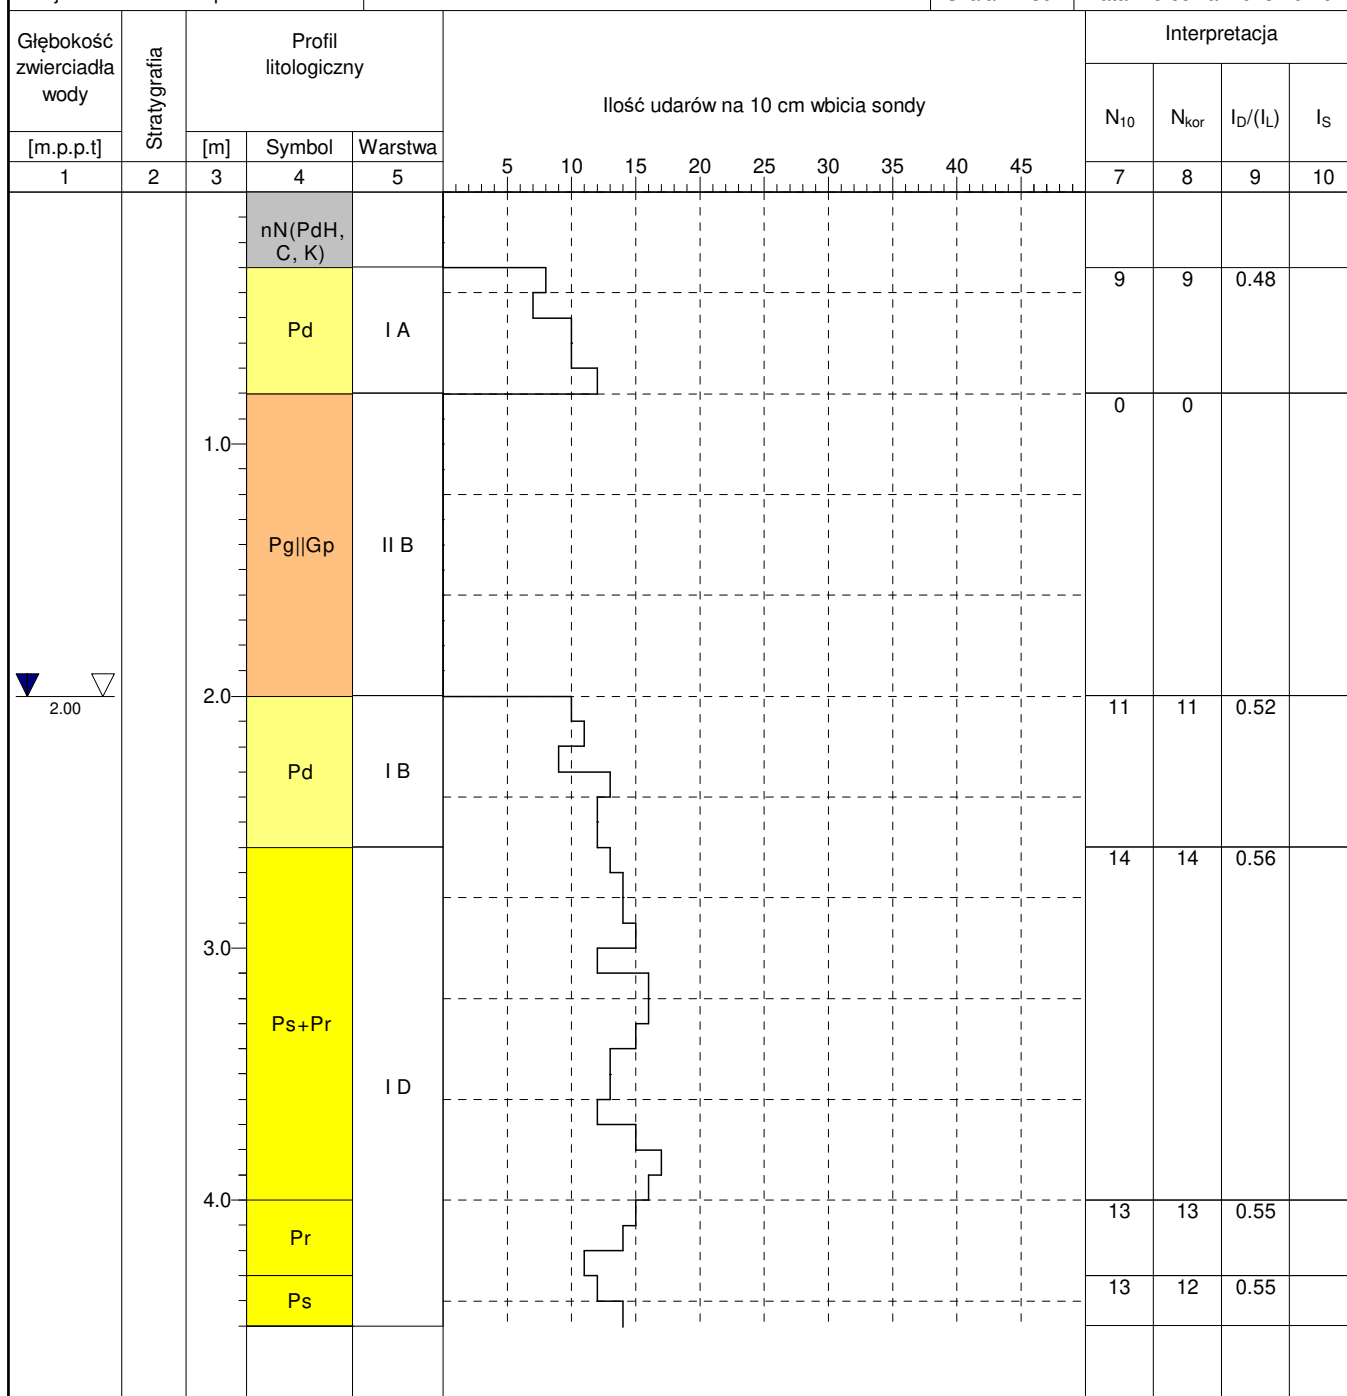 Głębokość
zwierciadła
wody
[m.p.p.t]
Stratygrafia
Profil
litologiczny
[m] Symbol Warstwa
Ilość udarów na 10 cm wbicia sondy
Interpretacja
N10 Nkor ID/(IL) IS
5 10 15 20 25 30 35 40 45
1 2 3 4 5 7 8 9 10
nN(PdH,
C, K)
9 9 0.48
Pd I A
0 0
1.0
Pg||Gp II B
2.0
2.00
11 11 0.52
Pd I B
14 14 0.56
3.0
Ps+Pr
I D
4.0
13 13 0.55
Pr
13 12 0.55
Ps